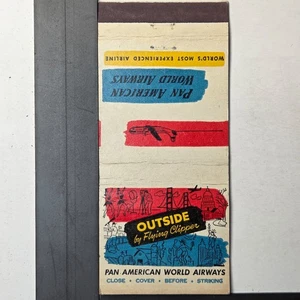 WORLD'S MOST EXPERIENCED AIRLINE
PAN AMERICAN
WORLD AIRWAYS
OUTSIDE
by Flying Clipper
PAN AMERICAN WORLD AIRWAYS
CLOSE • COVER • BEFORE • STRIKING